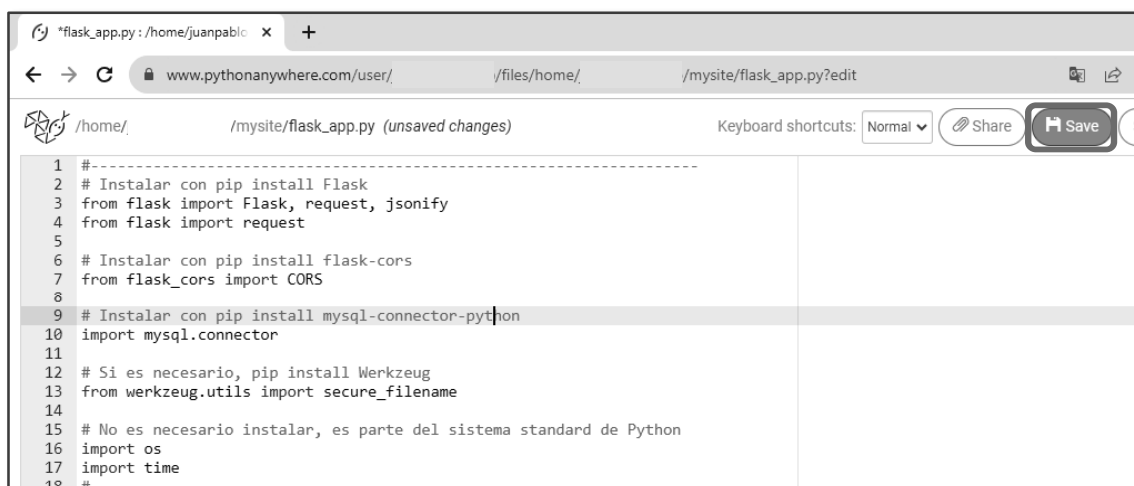 *flask_app.py : /home/juanpablo
www.pythonanywhere.com/user/ /files/home/ /mysite/flask_app.py?edit
/home/ /mysite/flask_app.py (unsaved changes) Keyboard shortcuts: Normal Share Save
1 #--------------------------------------------------------------------
2 # Instalar con pip install Flask
3 from flask import Flask, request, jsonify
4 from flask import request
5
6 # Instalar con pip install flask-cors
7 from flask_cors import CORS
8
9 # Instalar con pip install mysql-connector-python
10 import mysql.connector
11
12 # Si es necesario, pip install Werkzeug
13 from werkzeug.utils import secure_filename
14
15 # No es necesario instalar, es parte del sistema standard de Python
16 import os
17 import time
18 #